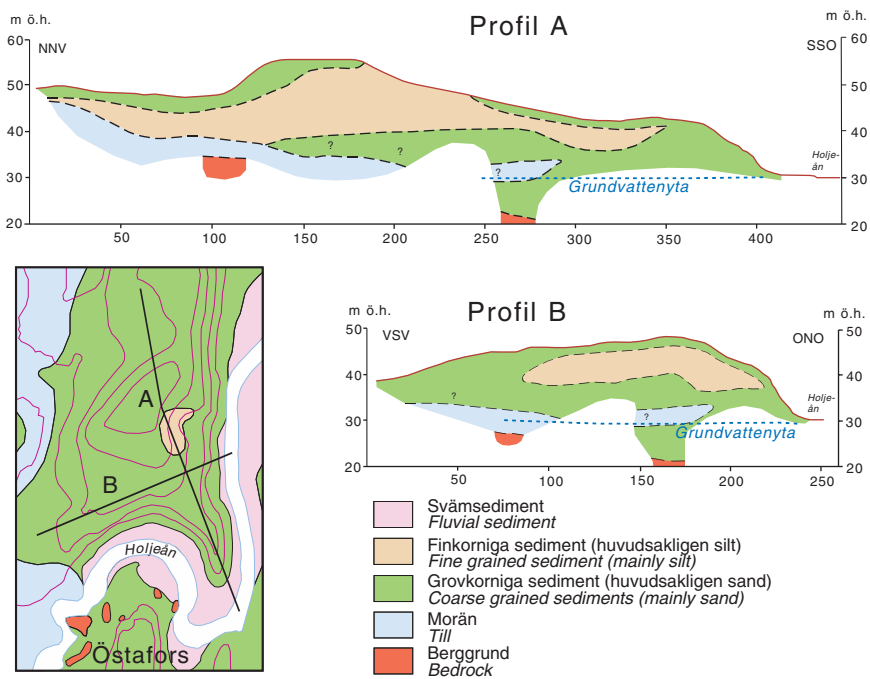 Profil A
m ö.h.
m ö.h.
NNV
SSO
60
50
40
30
20
60
50
40
30
20
?
?
?
Holje-
ån
Grundvattenyta
50
100
150
200
250
300
350
400
A
B
Holjeån
Östafors
Profil B
m ö.h.
m ö.h.
VSV
ONO
50
40
30
20
50
40
30
20
?
?
Holje-
ån
Grundvattenyta
50
100
150
200
250
Svämsediment
Fluvial sediment
Finkorniga sediment (huvudsakligen silt)
Fine grained sediment (mainly silt)
Grovkorniga sediment (huvudsakligen sand)
Coarse grained sediments (mainly sand)
Morän
Till
Berggrund
Bedrock